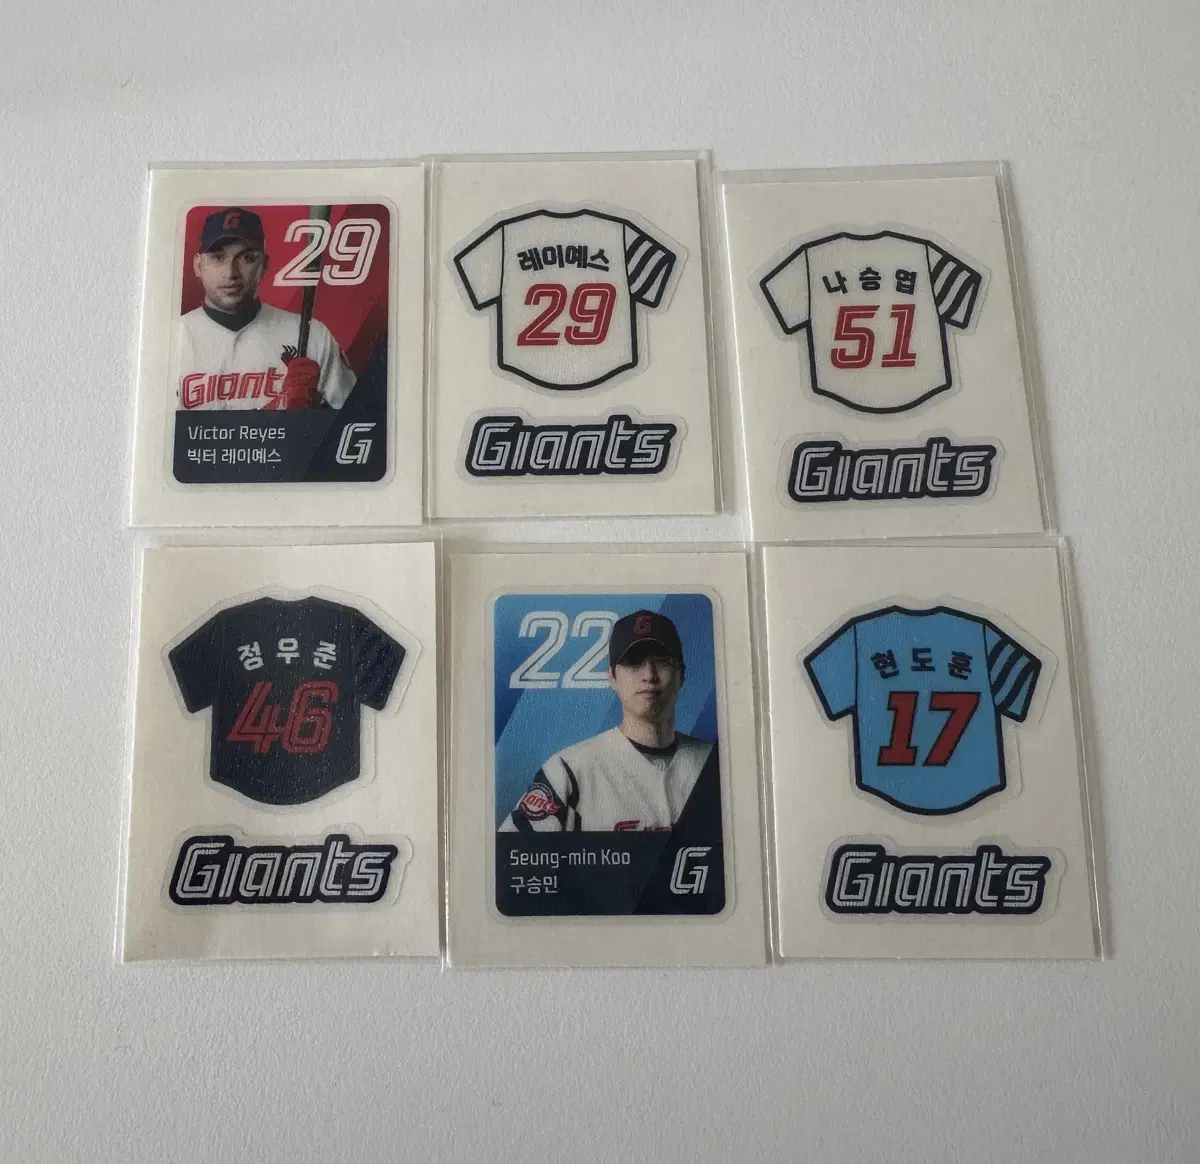 G
29
Giants
Victor Reyes
빅터 레이예스
G
레이예스
29
Giants
나승엽
51
Giants
정우준
46
Giants
22
G
Giants
Seung-min Koo
구승민
G
현도훈
17
Giants